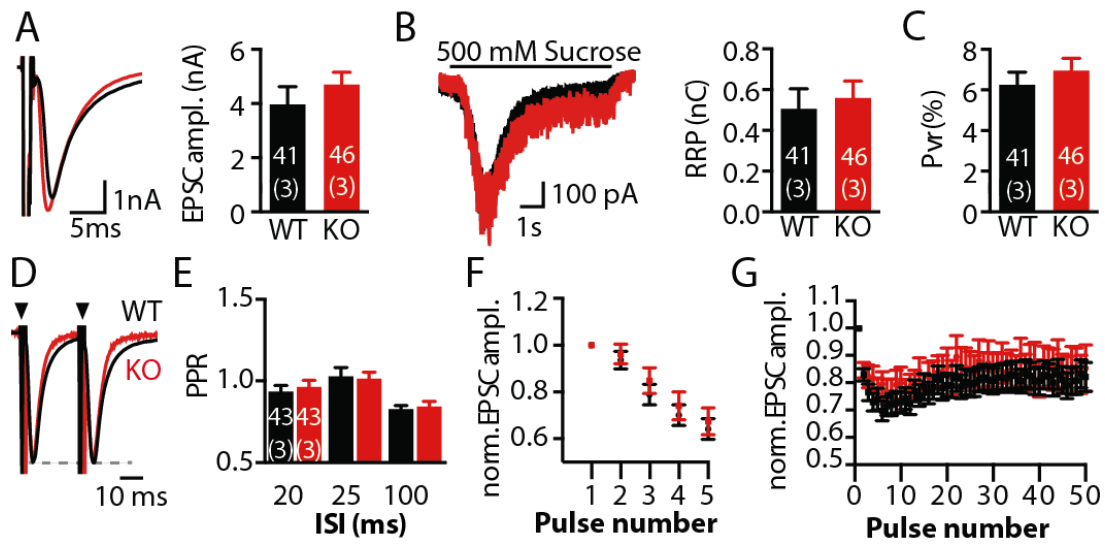 A
1nA
5ms
EPSC ampl. (nA)
6
4
2
0
41
(3)
46
(3)
WT KO
B
500 mM Sucrose
100 pA
1s
RRP (nC)
0.8
0.6
0.4
0.2
0.0
41
(3)
46
(3)
WT KO
C
Pvr(%)
8
6
4
2
0
41
(3)
46
(3)
WT KO
D
WT
KO
10 ms
E
PPR
1.5
1.0
0.5
43
(3)
43
(3)
20 25 100
ISI (ms)
F
norm.EPSC ampl.
1.2
1.0
0.8
0.6
1 2 3 4 5
Pulse number
G
norm.EPSC ampl.
1.1
1.0
0.9
0.8
0.7
0.6
0.5
0 10 20 30 40 50
Pulse number